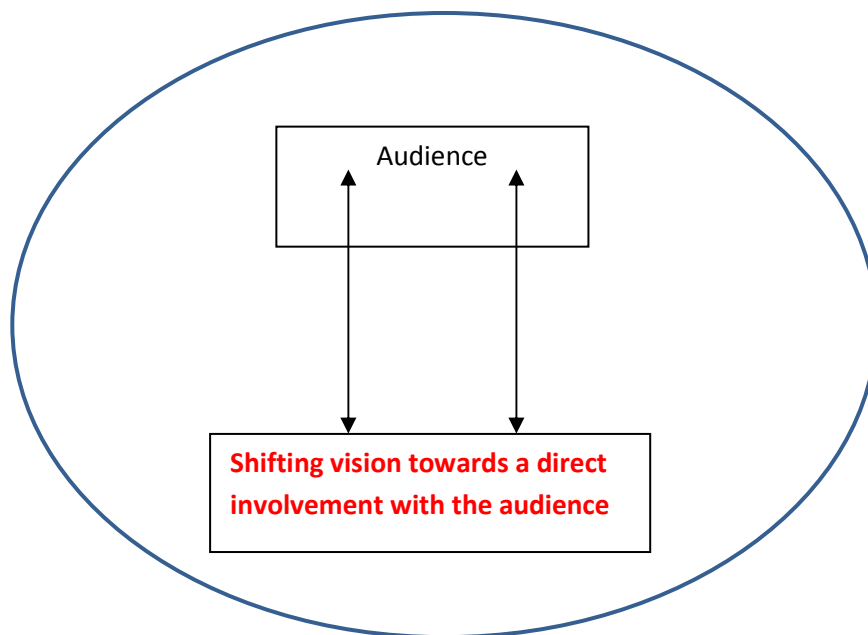 Audience
Shifting vision towards a direct
involvement with the audience